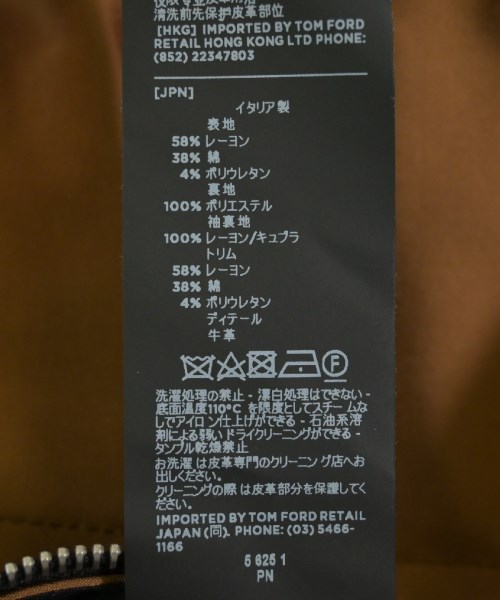 清洗前先保护皮革部位
[HKG] IMPORTED BY TOM FORD
RETAIL HONG KONG LTD PHONE:
(852) 22347803
[JPN]
イタリア製
表地
58% レーヨン
38% 綿
4% ポリウレタン
裏地
100% ポリエステル
袖裏地
100% レーヨン/キュプラ
トリム
58% レーヨン
38% 綿
4% ポリウレタン
ディテール
牛革
F
洗濯処理の禁止 - 漂白処理はできない -
底面温度110°C を限度としてスチームな
しでアイロン仕上げができる - 石油系溶
剤による弱い ドライクリーニングができる -
タンブル乾燥禁止
お洗濯 は皮革専門のクリーニング店へお
出しください。
クリーニングの際 は皮革部分を保護してく
ださい。
IMPORTED BY TOM FORD RETAIL
JAPAN (同). PHONE: (03) 5466-
1166
5 625 1
PN